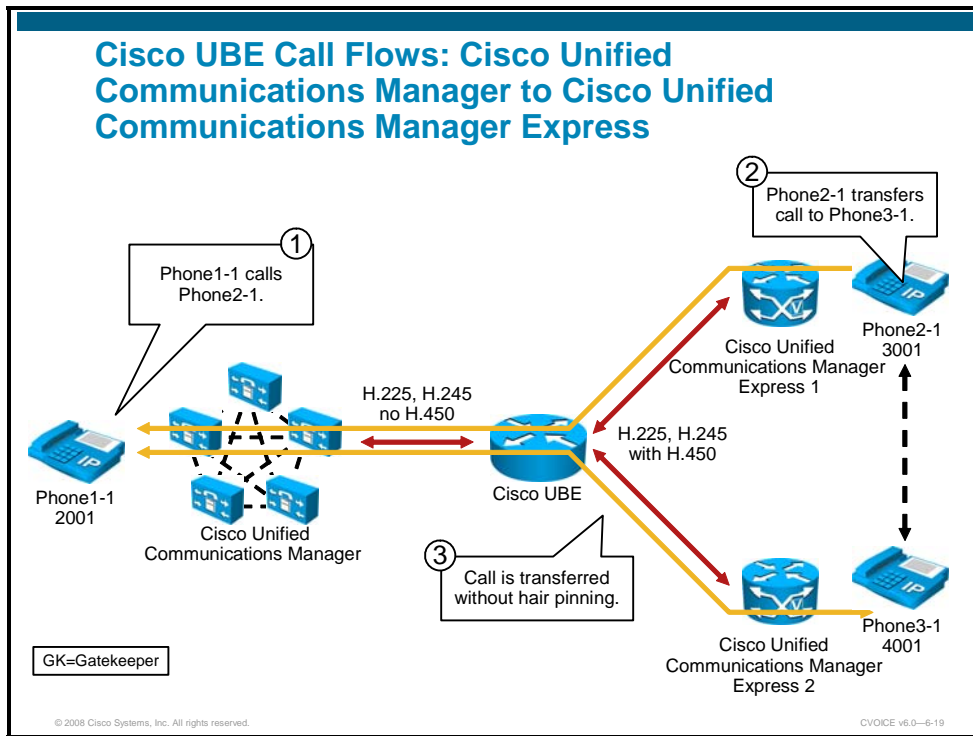 Cisco UBE Call Flows: Cisco Unified
Communications Manager to Cisco Unified
Communications Manager Express
2
Phone2-1 transfers
call to Phone3-1.
1
Phone1-1 calls
Phone2-1.
IP
Phone2-1
3001
V
Cisco Unified
Communications Manager
Express 1
H.225, H.245
no H.450
H.225, H.245
with H.450
IP
Phone1-1
2001
Cisco UBE
Cisco Unified
Communications Manager
3
Call is transferred
without hair pinning.
V
IP
Phone3-1
4001
Cisco Unified
Communications Manager
Express 2
GK=Gatekeeper
© 2008 Cisco Systems, Inc. All rights reserved.
CVOICE v6.0—6-19